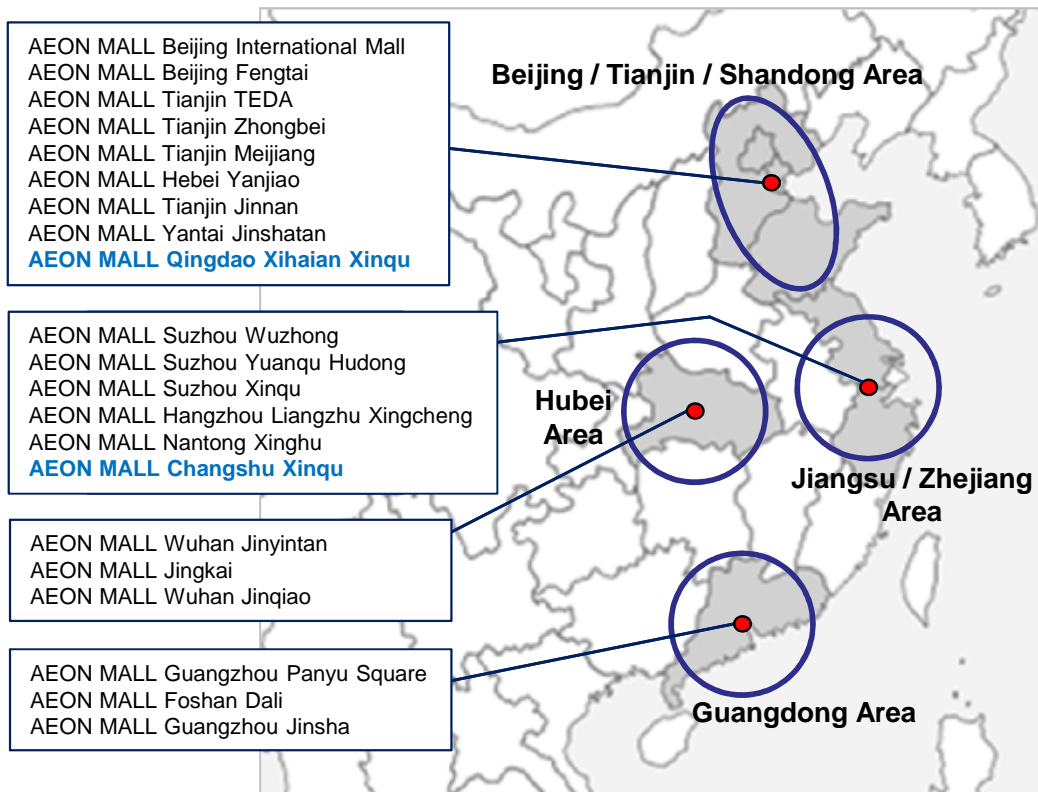 AEON MALL Beijing International Mall
AEON MALL Beijing Fengtai
AEON MALL Tianjin TEDA
AEON MALL Tianjin Zhongbei
AEON MALL Tianjin Meijiang
AEON MALL Hebei Yanjiao
AEON MALL Tianjin Jinnan
AEON MALL Yantai Jinshatan
AEON MALL Qingdao Xihaian Xinqu
Beijing / Tianjin / Shandong Area
AEON MALL Suzhou Wuzhong
AEON MALL Suzhou Yuanqu Hudong
AEON MALL Suzhou Xinqu
AEON MALL Hangzhou Liangzhu Xingcheng
AEON MALL Nantong Xinghu
AEON MALL Changshu Xinqu
Hubei
Area
Jiangsu / Zhejiang
Area
AEON MALL Wuhan Jinyintan
AEON MALL Jingkai
AEON MALL Wuhan Jinqiao
AEON MALL Guangzhou Panyu Square
AEON MALL Foshan Dali
AEON MALL Guangzhou Jinsha
Guangdong Area